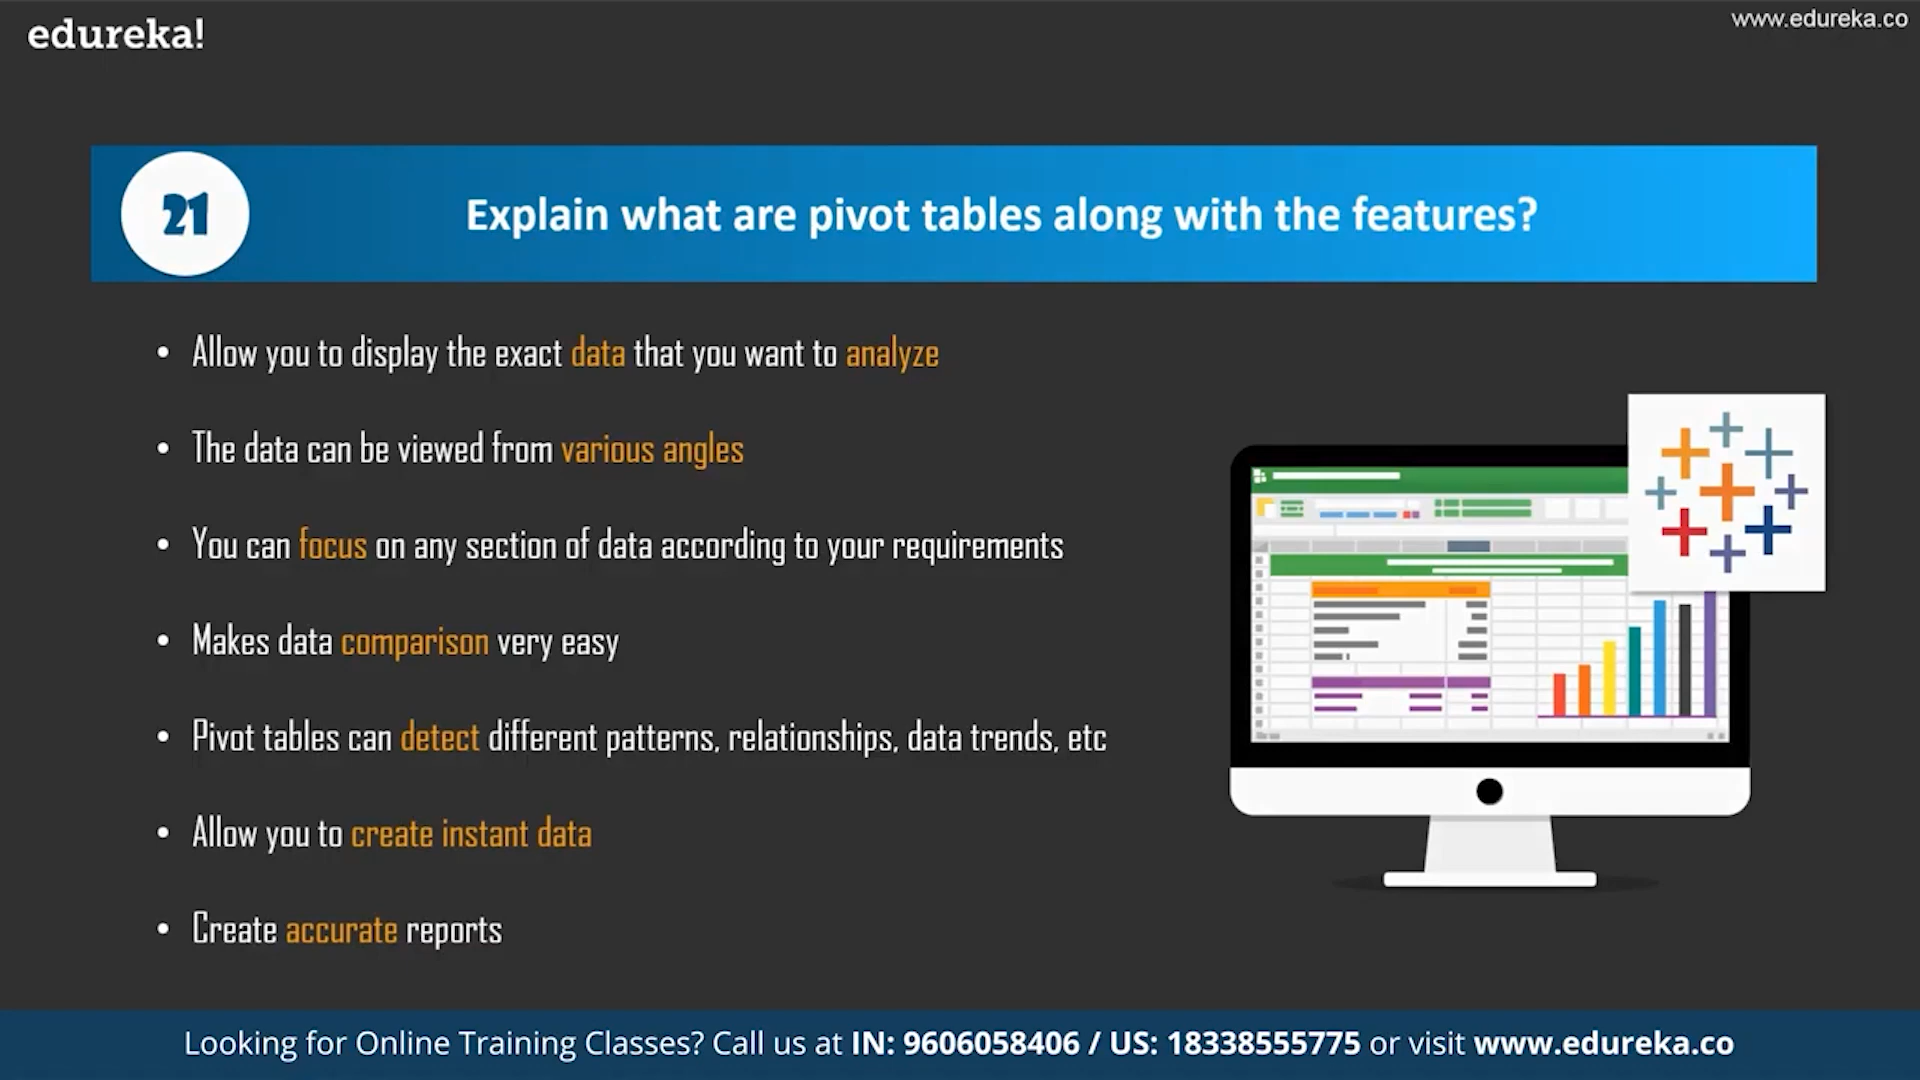 edureka!
www.edureka.co
21
Explain what are pivot tables along with the features?
• Allow you to display the exact data that you want to analyze
• The data can be viewed from various angles
• You can focus on any section of data according to your requirements
• Makes data comparison very easy
• Pivot tables can detect different patterns, relationships, data trends, etc
• Allow you to create instant data
• Create accurate reports
Looking for Online Training Classes? Call us at IN: 9606058406 / US: 18338555775 or visit www.edureka.co